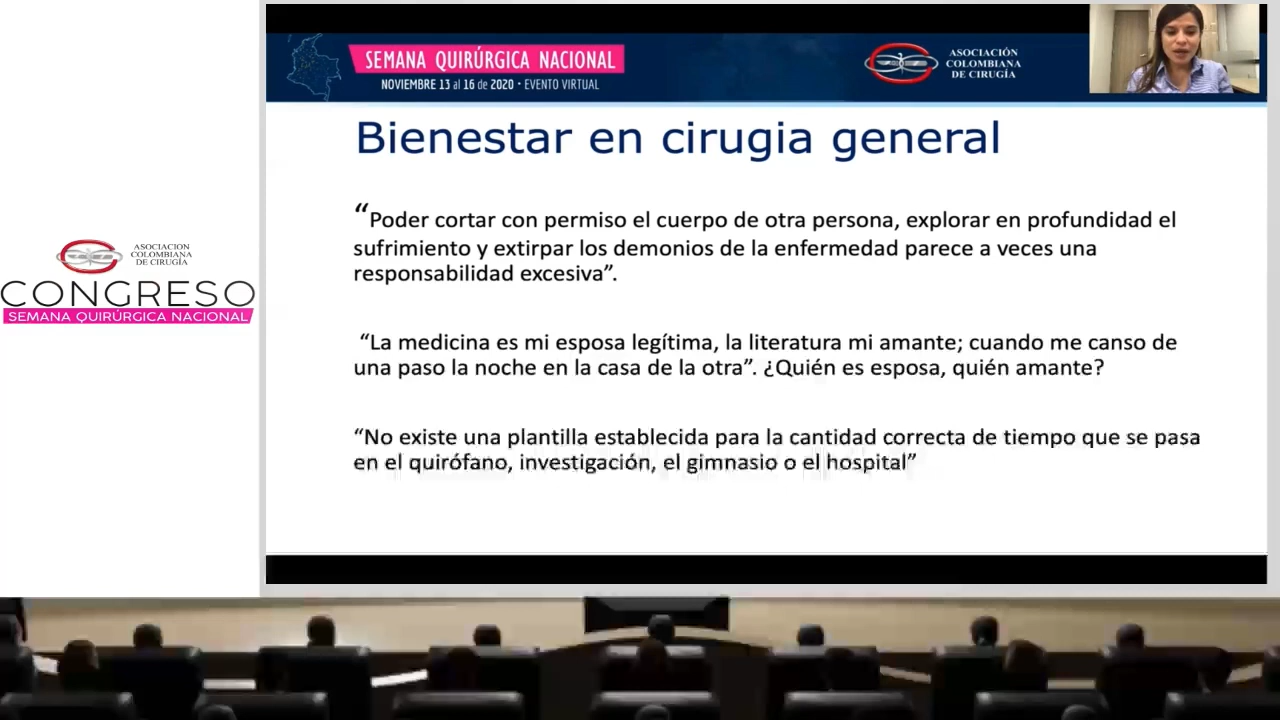 SEMANA QUIRÚRGICA NACIONAL
NOVIEMBRE 13 al 16 de 2020 • EVENTO VIRTUAL
ASOCIACIÓN
COLOMBIANA
DE CIRUGÍA
Bienestar en cirugia general
“Poder cortar con permiso el cuerpo de otra persona, explorar en profundidad el
sufrimiento y extirpar los demonios de la enfermedad parece a veces una
responsabilidad excesiva”.
“La medicina es mi esposa legítima, la literatura mi amante; cuando me canso de
una paso la noche en la casa de la otra”. ¿Quién es esposa, quién amante?
“No existe una plantilla establecida para la cantidad correcta de tiempo que se pasa
en el quirófano, investigación, el gimnasio o el hospital”
ASOCIACION
COLOMBIANA
DE CIRUGÍA
CONGRESO
SEMANA QUIRÚRGICA NACIONAL